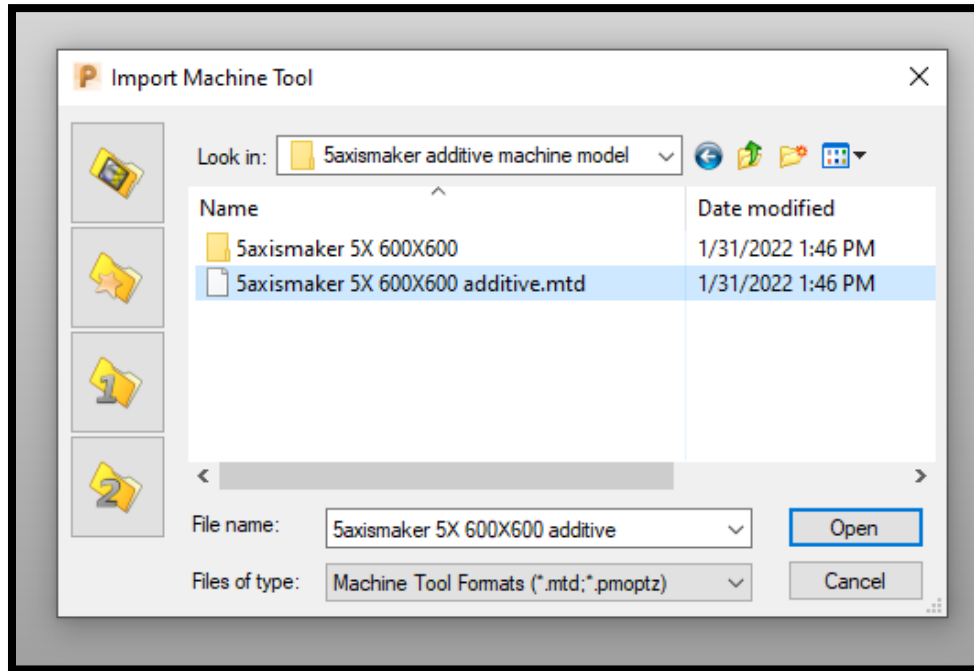 P Import Machine Tool
Look in: 5axismaker additive machine model
Name Date modified
5axismaker 5X 600X600 1/31/2022 1:46 PM
5axismaker 5X 600X600 additive.mtd 1/31/2022 1:46 PM
1
2
File name: 5axismaker 5X 600X600 additive Open
Files of type: Machine Tool Formats (*.mtd;*.pmoptz) Cancel